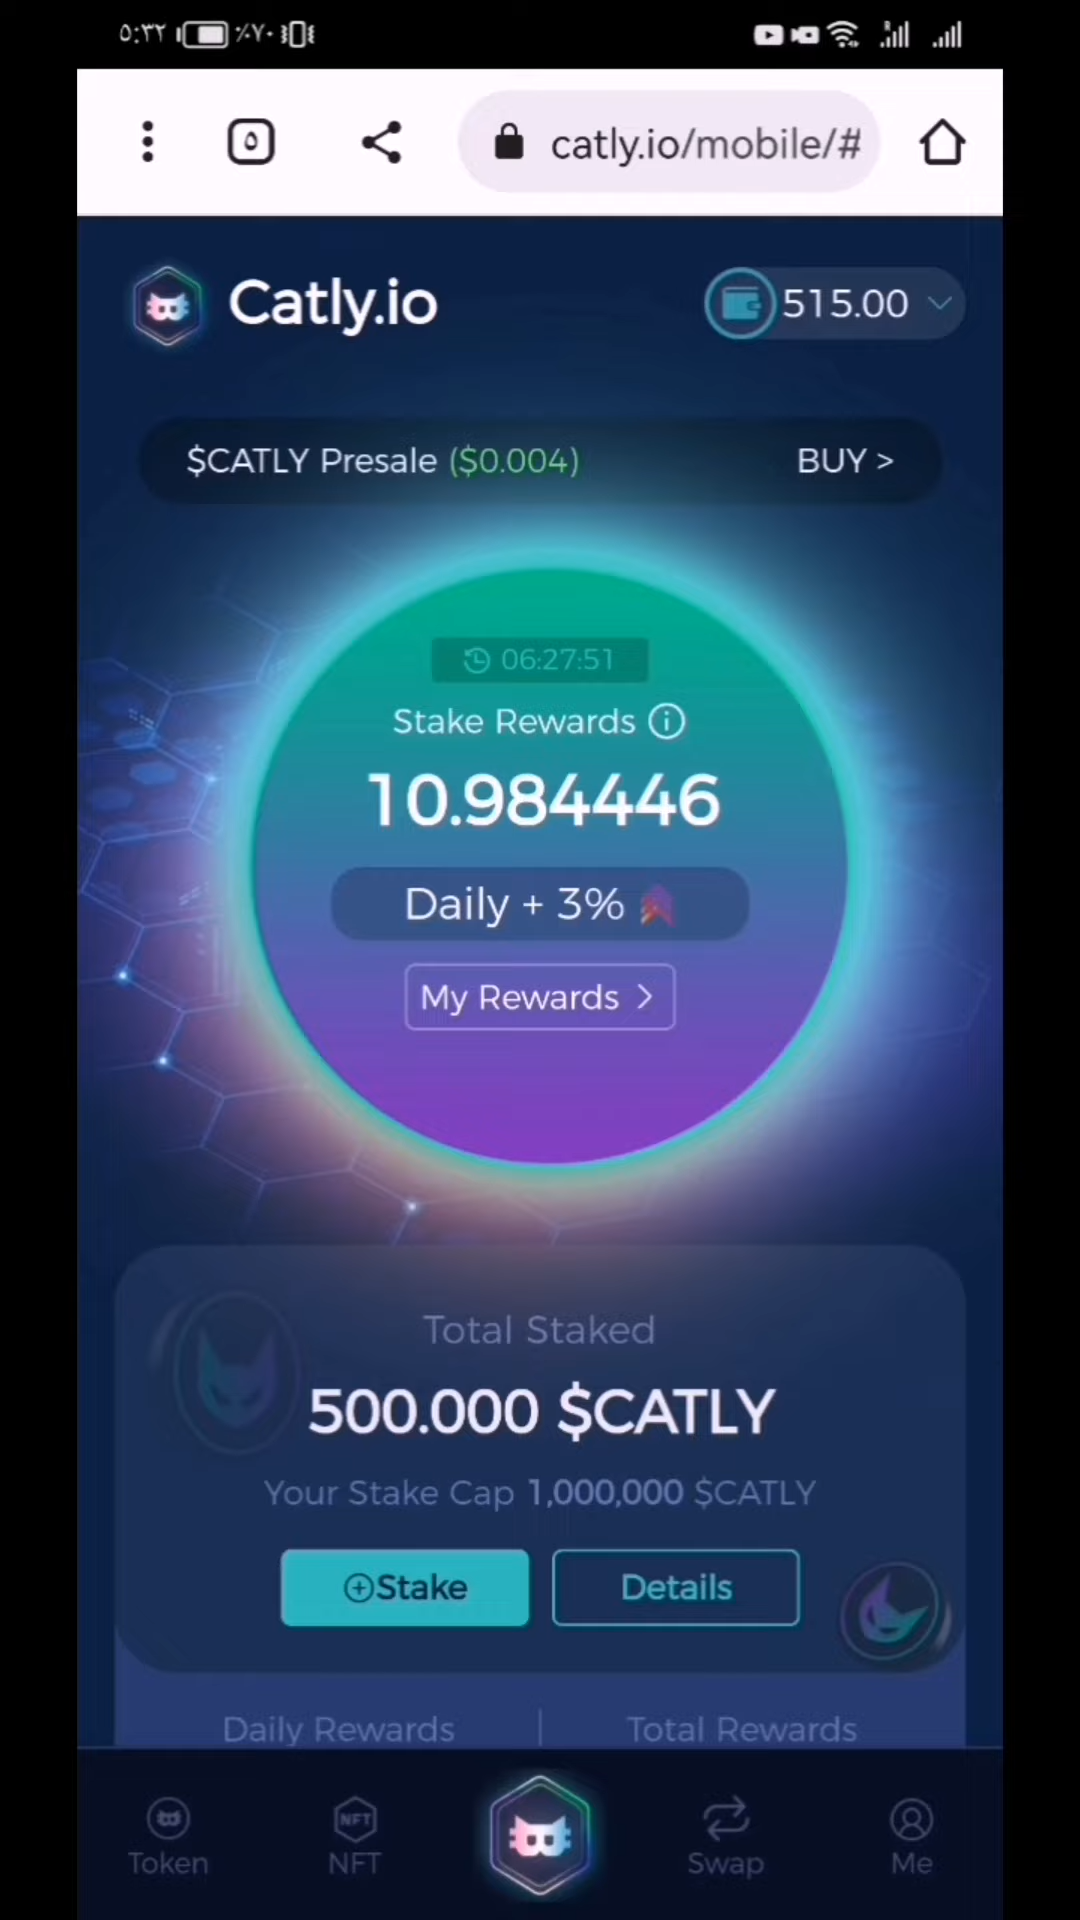 ٥:٣٢ ٪٧٠
٥ catly.io/mobile/#
Catly.io 515.00
$CATLY Presale ($0.004) BUY >
06:27:51
Stake Rewards
10.984446
Daily + 3%
My Rewards >
Total Staked
500.000 $CATLY
Your Stake Cap 1,000,000 $CATLY
Stake Details
Daily Rewards | Total Rewards
NFT
Token NFT Swap Me